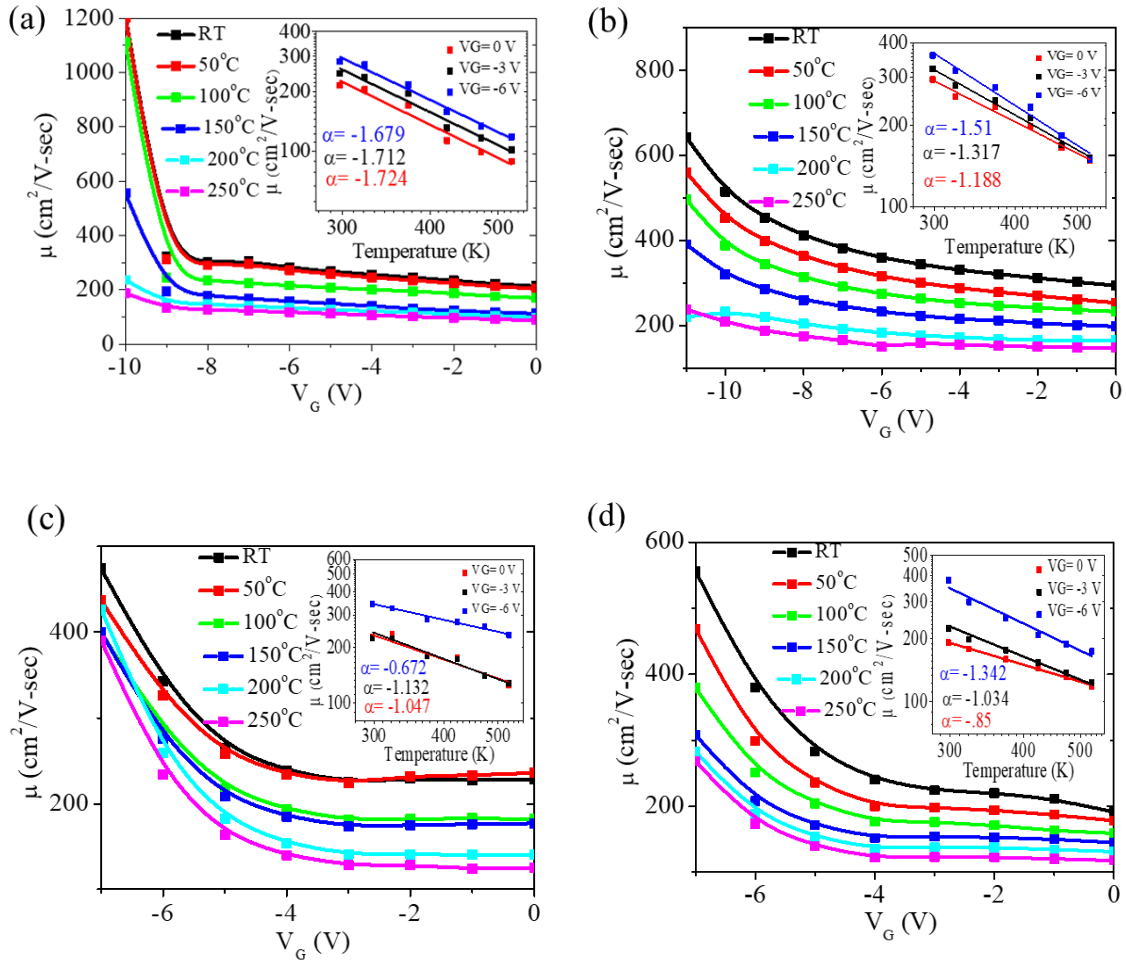 (a)
μ (cm²/V-sec)
1200
1000
800
600
400
200
0
-10
-8
-6
-4
-2
0
V_G (V)
RT
50°C
100°C
150°C
200°C
250°C
μ (cm²/V-sec)
400
300
200
100
300
400
500
Temperature (K)
VG= 0 V
VG= -3 V
VG= -6 V
α= -1.679
α= -1.712
α= -1.724
(b)
μ (cm²/V-sec)
800
600
400
200
-10
-8
-6
-4
-2
0
V_G (V)
RT
50°C
100°C
150°C
200°C
250°C
μ (cm²/V-sec)
400
300
200
100
300
400
500
Temperature (K)
VG= 0 V
VG= -3 V
VG= -6 V
α= -1.51
α= -1.317
α= -1.188
(c)
μ (cm²/V-sec)
400
200
-6
-4
-2
0
V_G (V)
RT
50°C
100°C
150°C
200°C
250°C
μ (cm²/V-sec)
600
500
400
300
200
100
300
400
500
Temperature (K)
VG= 0 V
VG= -3 V
VG= -6 V
α-0.672
α= -1.132
α= -1.047
(d)
μ (cm²/V-sec)
600
400
200
-6
-4
-2
0
V_G (V)
RT
50°C
100°C
150°C
200°C
250°C
μ (cm²/V-sec)
500
400
300
200
100
300
400
500
Temperature (K)
VG= 0 V
VG= -3 V
VG= -6 V
α=-1.342
α= -1.034
α= -.85